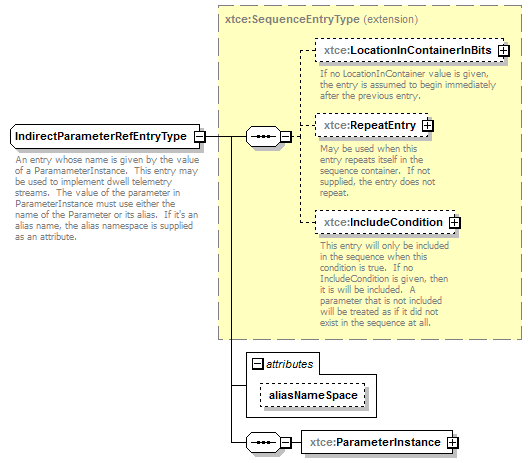 xtce:SequenceEntryType (extension)
xtce:LocationInContainerInBits
If no LocationInContainer value is given,
the entry is assumed to begin immediately
after the previous entry.
IndirectParameterRefEntryType
An entry whose name is given by the value
of a ParamameterInstance.  This entry may
be used to implement dwell telemetry
streams.  The value of the parameter in
ParameterInstance must use either the
name of the Parameter or its alias.  If it's an
alias name, the alias namespace is supplied
as an attribute.
xtce:RepeatEntry
May be used when this
entry repeats itself in the
sequence container.  If not
supplied, the entry does not
repeat.
xtce:IncludeCondition
This entry will only be included
in the sequence when this
condition is true.  If no
IncludeCondition is given, then
it is will be included.  A
parameter that is not included
will be treated as if it did not
exist in the sequence at all.
attributes
aliasNameSpace
xtce:ParameterInstance